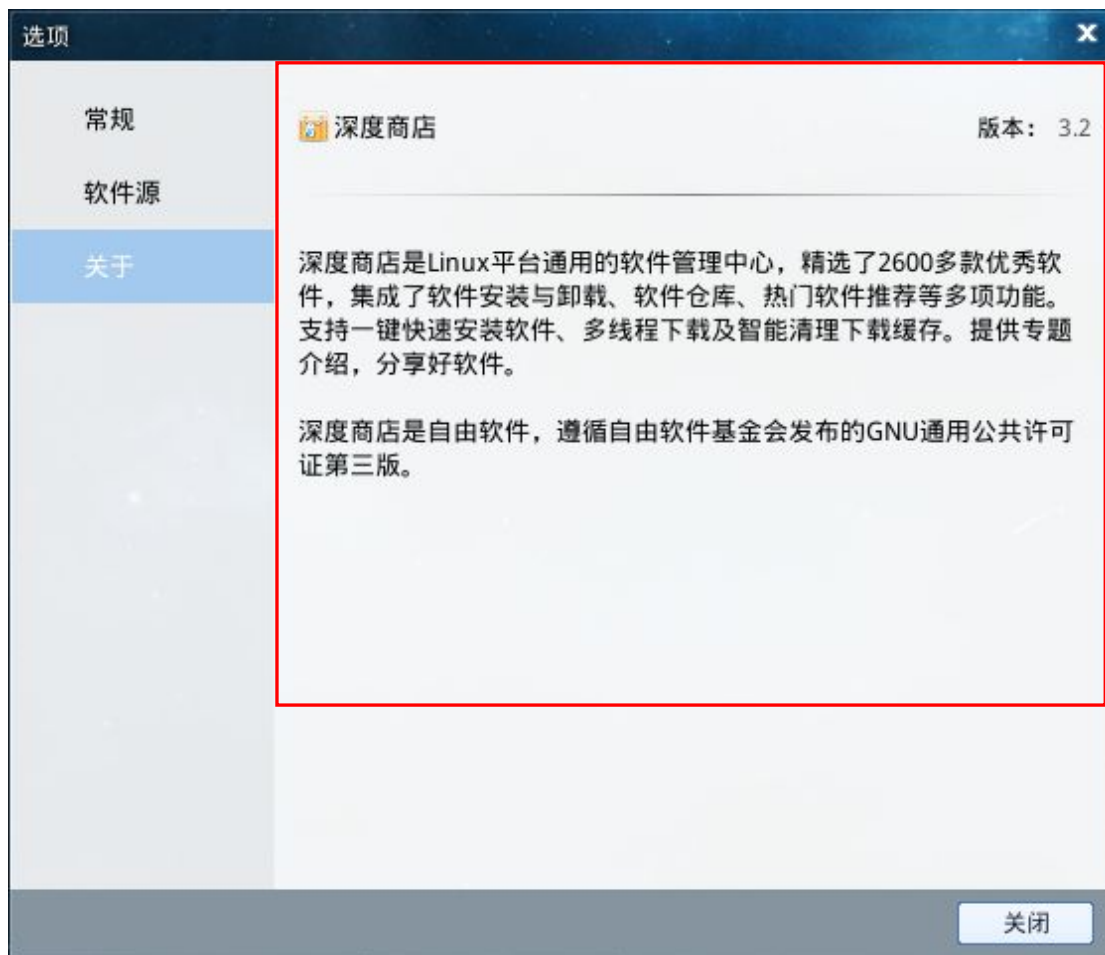 选项
常规
软件源
关于
深度商店
版本： 3.2
深度商店是Linux平台通用的软件管理中心，精选了2600多款优秀软
件，集成了软件安装与卸载、软件仓库、热门软件推荐等多项功能。
支持一键快速安装软件、多线程下载及智能清理下载缓存。提供专题
介绍，分享好软件。
深度商店是自由软件，遵循自由软件基金会发布的GNU通用公共许可
证第三版。
关闭